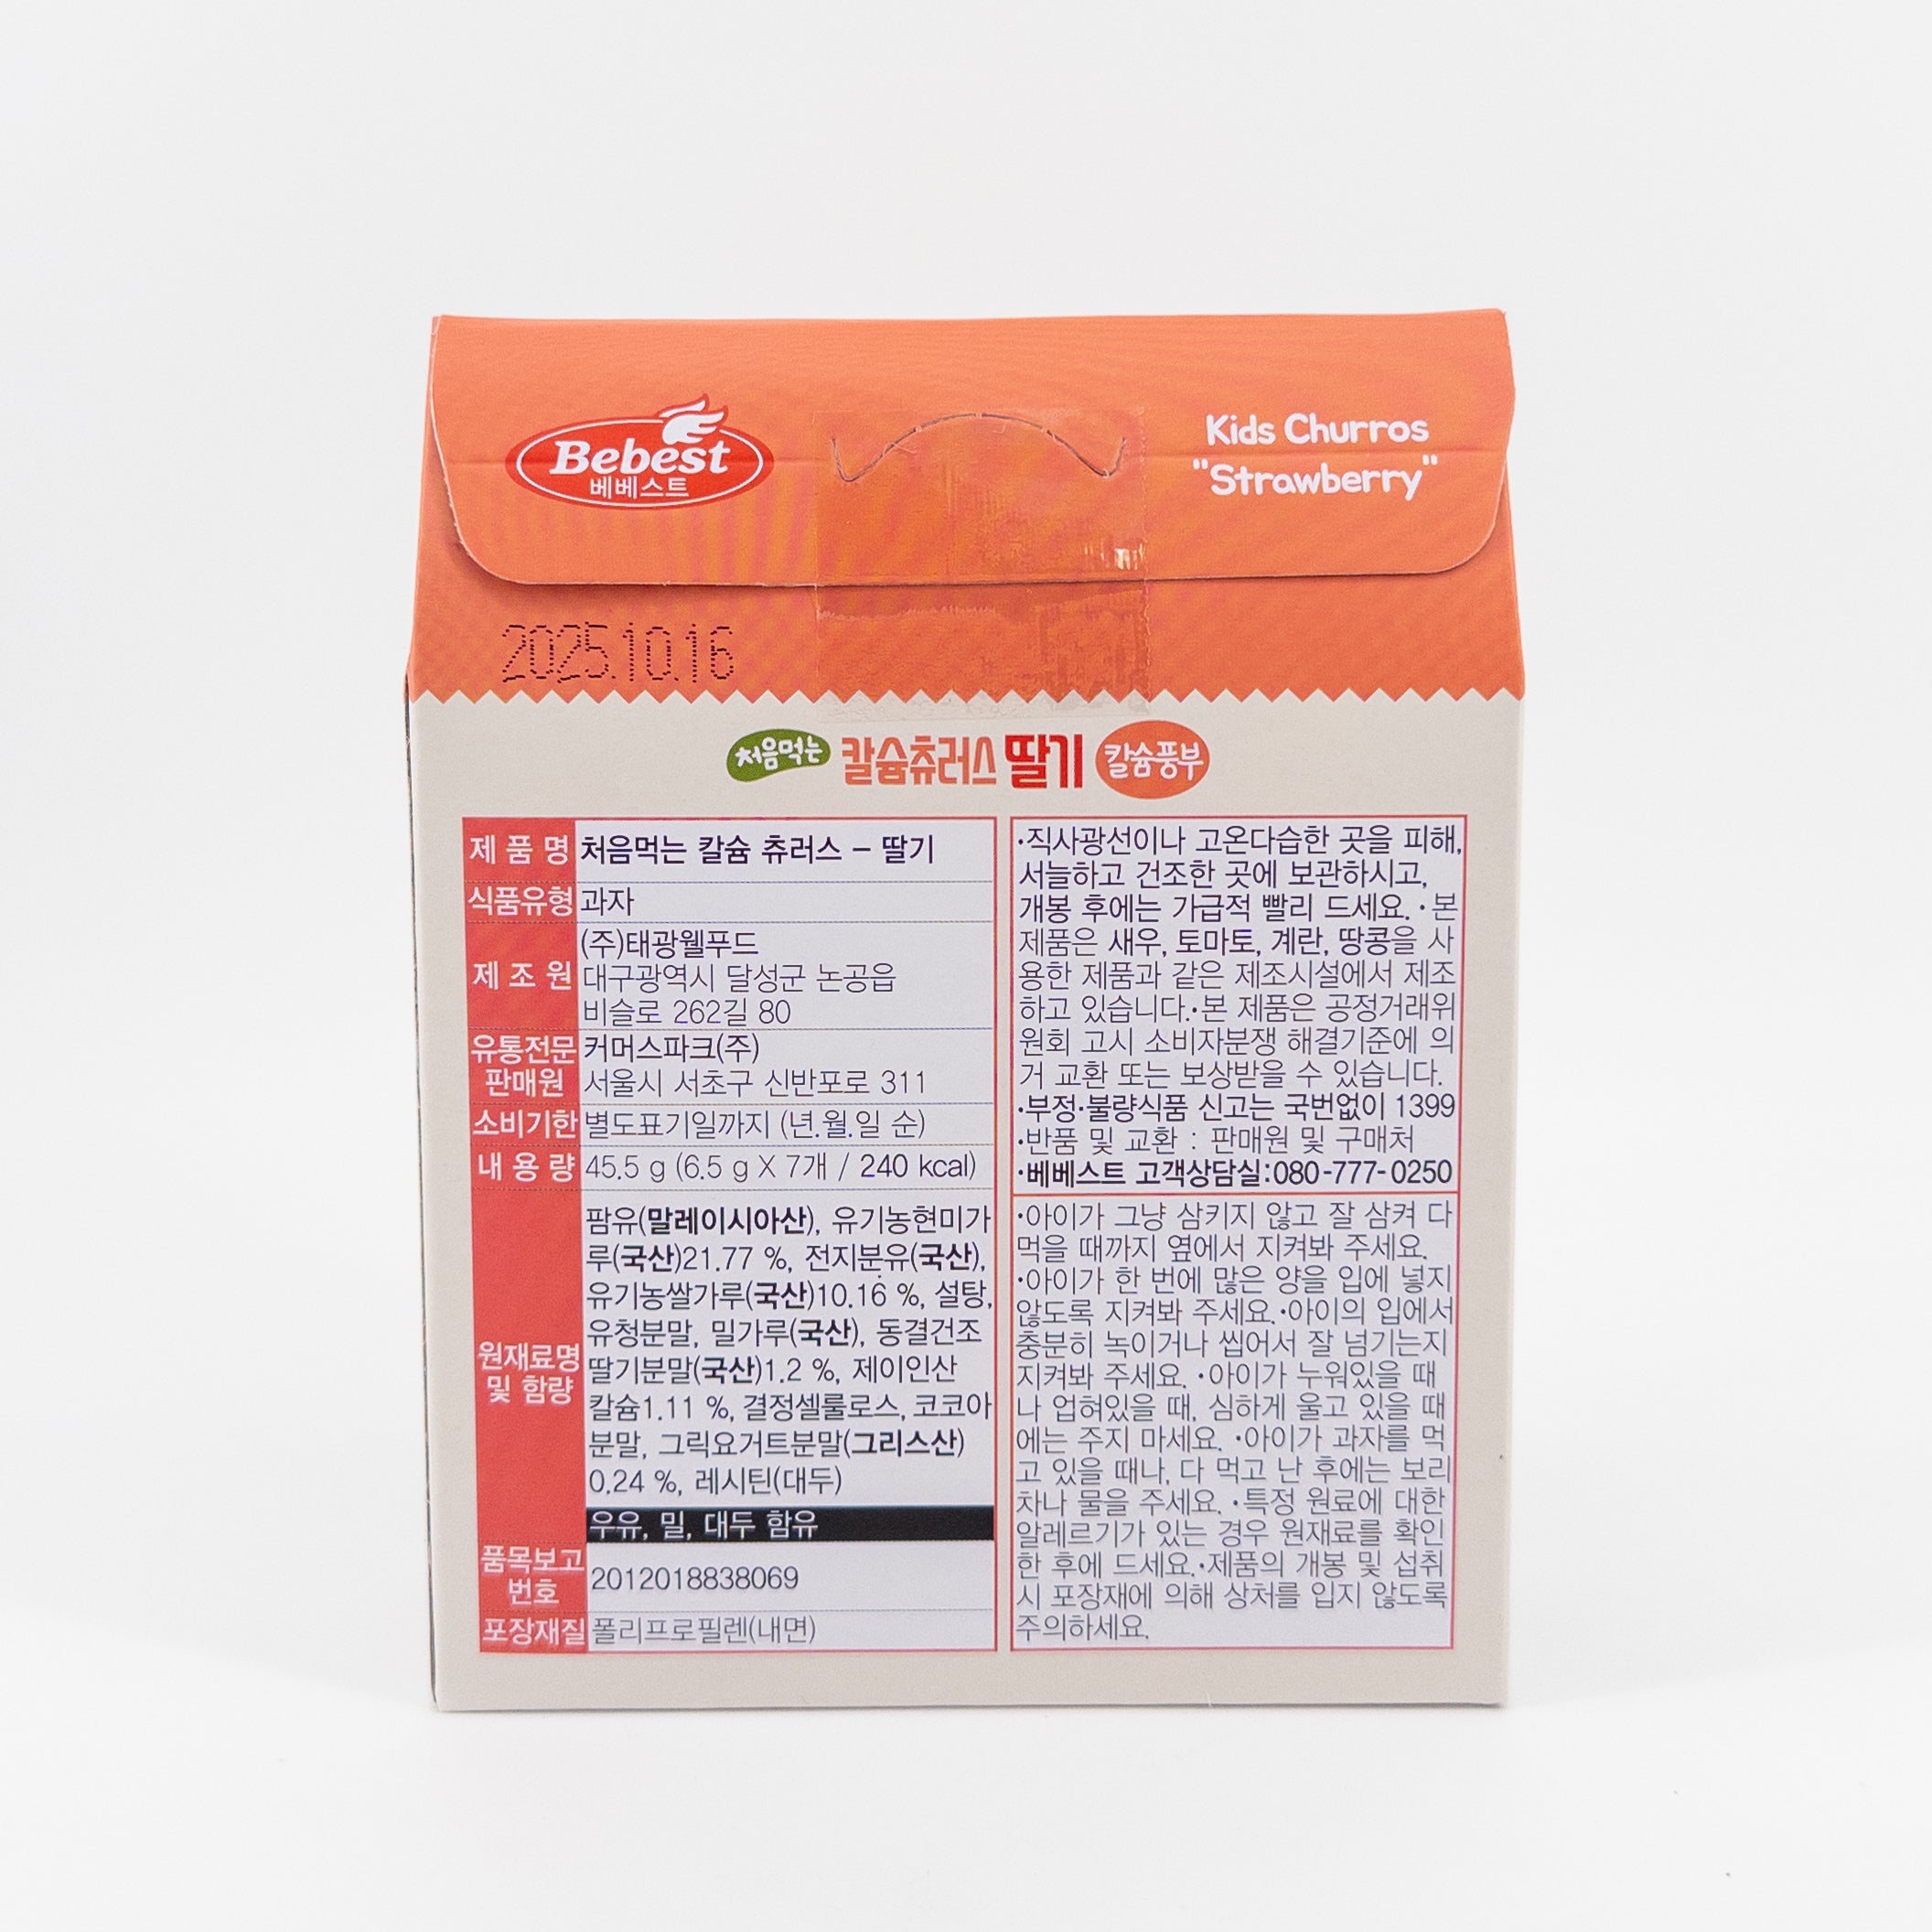 Bebest
베베스트
Kids Churros
"Strawberry"
2025.10.16
처음먹는 칼슘츄러스 딸기 칼슘풍부
제 품 명 처음먹는 칼슘 츄러스 – 딸기
식품유형 과자
제 조 원 (주)태광웰푸드
대구광역시 달성군 논공읍
비슬로 262길 80
유통전문
판매원
커머스파크(주)
서울시 서초구 신반포로 311
소비기한 별도표기일까지 (년.월.일 순)
내 용 량 45.5 g (6.5 g X 7개 / 240 kcal)
원재료명
및 함량
팜유(말레이시아산), 유기농현미가
루(국산)21.77 %, 전지분유(국산),
유기농쌀가루(국산)10.16 %, 설탕,
유청분말, 밀가루(국산), 동결건조
딸기분말(국산)1.2 %, 제이인산
칼슘1.11 %, 결정셀룰로스, 코코아
분말, 그릭요거트분말(그리스산)
0.24 %, 레시틴(대두)
우유, 밀, 대두 함유
품목보고
번호
2012018838069
포장재질 폴리프로필렌(내면)
·직사광선이나 고온다습한 곳을 피해,
서늘하고 건조한 곳에 보관하시고,
개봉 후에는 가급적 빨리 드세요. ·본
제품은 새우, 토마토, 계란, 땅콩을 사
용한 제품과 같은 제조시설에서 제조
하고 있습니다.·본 제품은 공정거래위
원회 고시 소비자분쟁 해결기준에 의
거 교환 또는 보상받을 수 있습니다.
·부정·불량식품 신고는 국번없이 1399
·반품 및 교환 : 판매원 및 구매처
·베베스트 고객상담실:080-777-0250
·아이가 그냥 삼키지 않고 잘 삼켜 다
먹을 때까지 옆에서 지켜봐 주세요.
·아이가 한 번에 많은 양을 입에 넣지
않도록 지켜봐 주세요.·아이의 입에서
충분히 녹이거나 씹어서 잘 넘기는지
지켜봐 주세요. ·아이가 누워있을 때
나 업혀있을 때, 심하게 울고 있을 때
에는 주지 마세요. ·아이가 과자를 먹
고 있을 때나, 다 먹고 난 후에는 보리
차나 물을 주세요. ·특정 원료에 대한
알레르기가 있는 경우 원재료를 확인
한 후에 드세요.·제품의 개봉 및 섭취
시 포장재에 의해 상처를 입지 않도록
주의하세요.